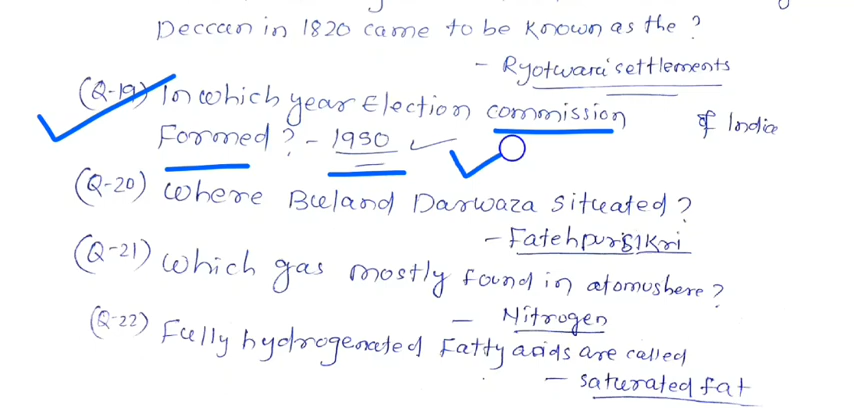 Deccan in 1820 came to be known as the ?
- Ryotwari settlements
(Q-19) In which year Election commission of India
Formed ? - 1950
(Q-20) where Buland Darwaza situated ?
- Fatehpur sikri
(Q-21) which gas mostly found in atomushere ?
- Nitrogen
(Q-22) Fully hydrogenated Fatty acids are called
- saturated fat